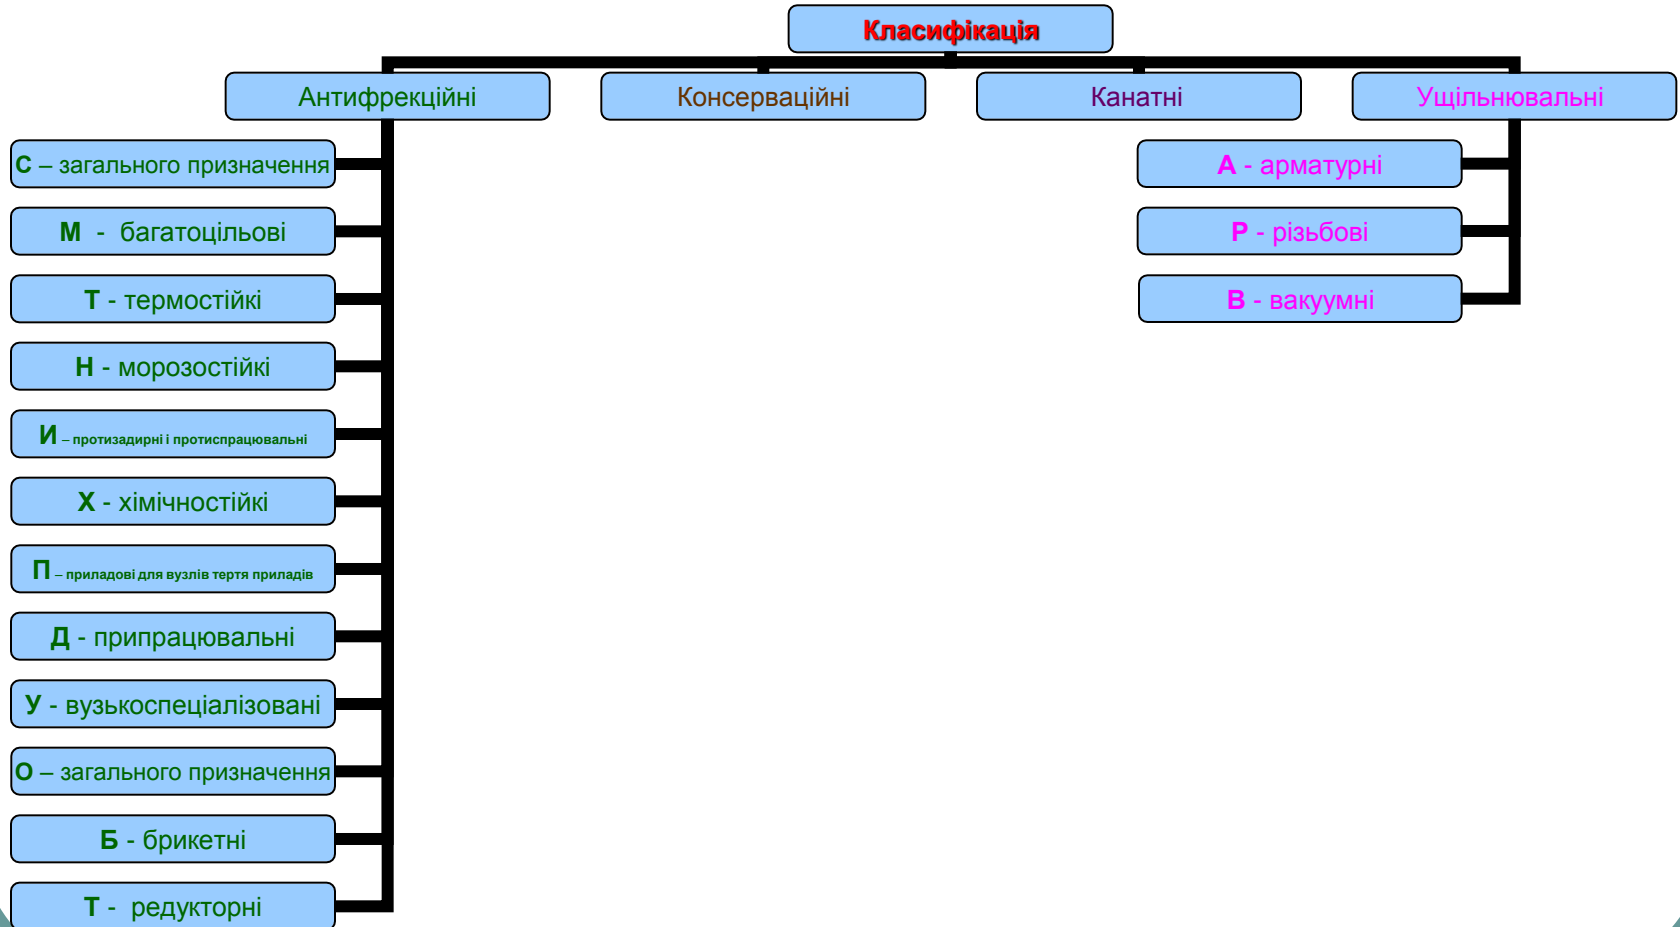 Класифікація
Антифрекційні
Консерваційні
Канатні
Ущільнювальні
С – загального призначення
М - багатоцільові
Т - термостійкі
Н - морозостійкі
И – протизадирні і протиспрацювальні
Х - хімічностійкі
П – приладові для вузлів тертя приладів
Д - припрацювальні
У - вузькоспеціалізовані
О – загального призначення
Б - брикетні
Т - редукторні
А - арматурні
Р - різьбові
В - вакуумні